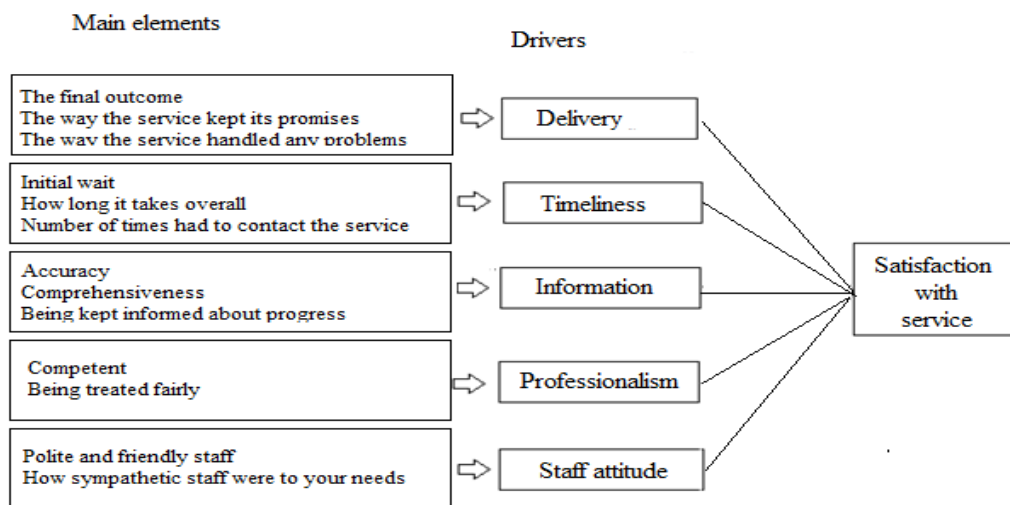 Main elements
Drivers
The final outcome
The way the service kept its promises
The way the service handled any problems
Delivery
Initial wait
How long it takes overall
Number of times had to contact the service
Timeliness
Accuracy
Comprehensiveness
Being kept informed about progress
Information
Competent
Being treated fairly
Professionalism
Polite and friendly staff
How sympathetic staff were to your needs
Staff attitude
Satisfaction
with
service